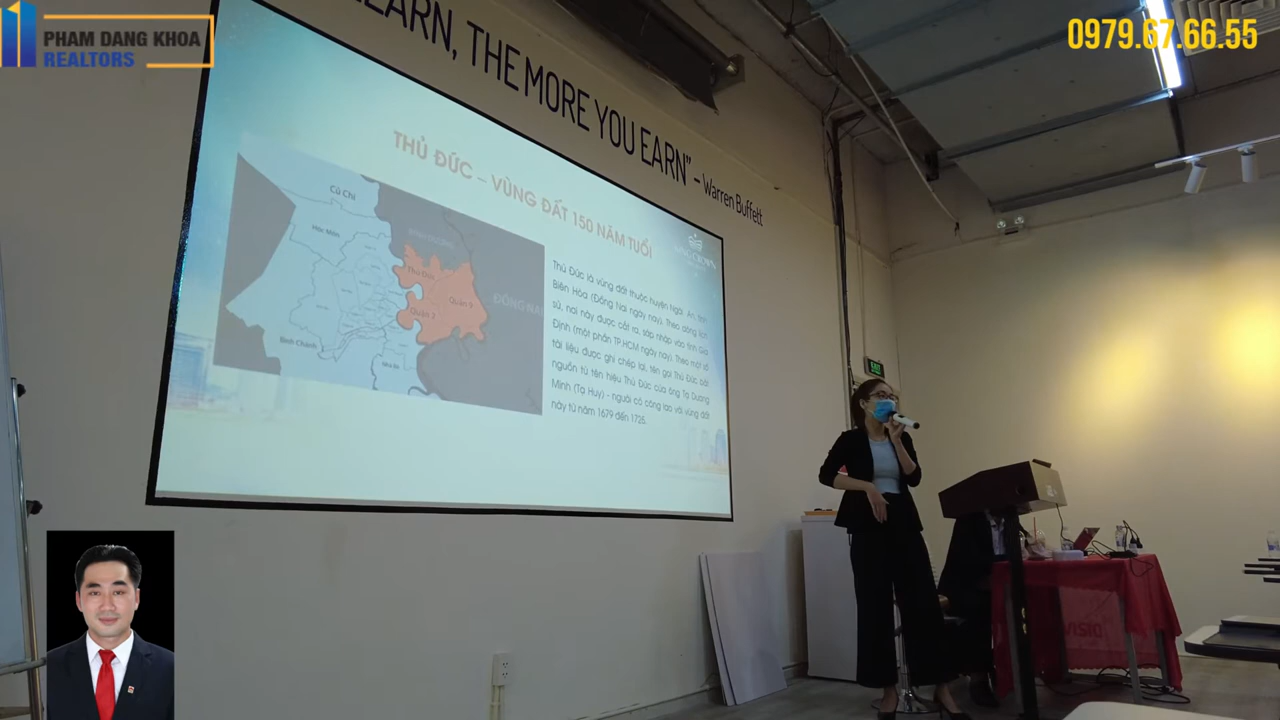 PHAM DANG KHOA
REALTORS
0979.67.66.55
EARN, THE MORE YOU EARN" – Warren Buffett
THỦ ĐỨC – VÙNG ĐẤT 150 NĂM TUỔI
Củ Chi
Hóc Môn
Thủ Đức
Quận 9
Quận 2
Bình Chánh
Nhà Bè
ĐỒNG NAI
Thủ Đức là vùng đất thuộc huyện Ngãi An, tỉnh
Biên Hòa (Đồng Nai ngày nay). Theo dòng lịch
sử, nơi này được cắt ra, sáp nhập vào tỉnh Gia
Định (một phần TP.HCM ngày nay). Theo một số
tài liệu được ghi chép lại, tên gọi Thủ Đức bắt
nguồn từ tên hiệu Thủ Đức của ông Tạ Dương
Minh (Tạ Huy) - người có công lao với vùng đất
này từ năm 1679 đến 1725.
EXIT